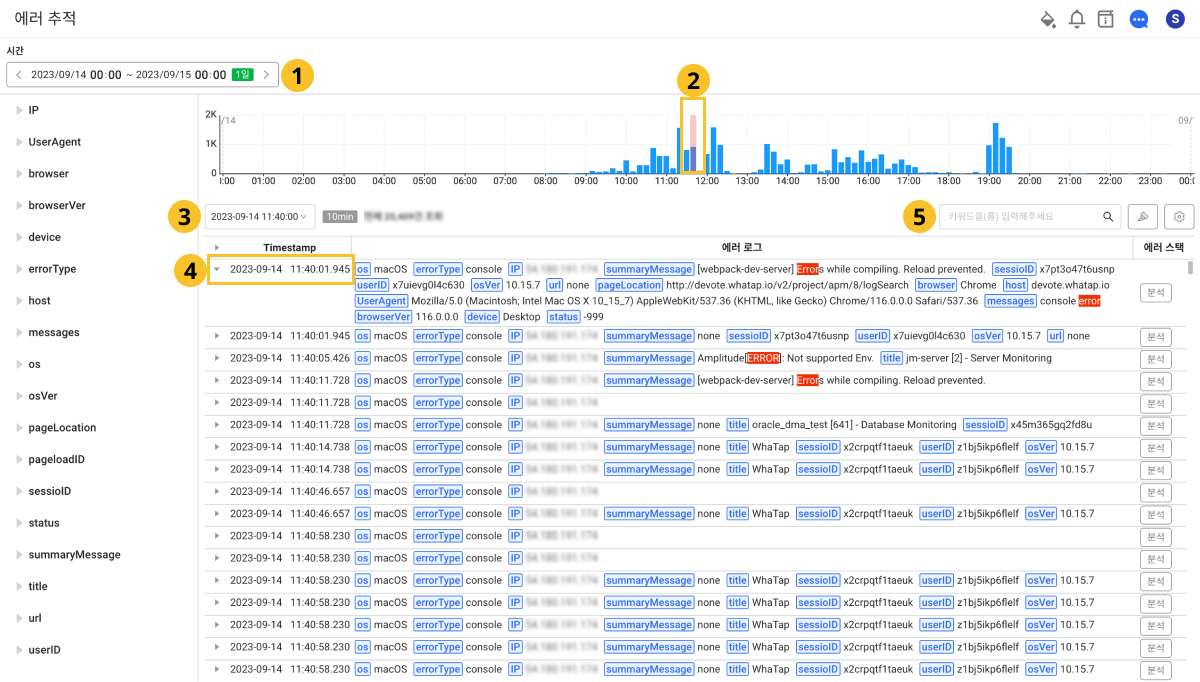 에러 추적
S
시간
2023/09/14 00:00 ~ 2023/09/15 00:00 1일
1
2
IP
UserAgent
browser
browserVer
device
errorType
host
messages
os
osVer
pageLocation
pageloadID
sessioID
status
summaryMessage
title
url
userID
2K
1K
0
/14
09/
:00 01:00 02:00 03:00 04:00 05:00 06:00 07:00 08:00 09:00 10:00 11:00 12:00 13:00 14:00 15:00 16:00 17:00 18:00 19:00 20:00 21:00 22:00 23:00 00:0
3
2023-09-14 11:40:00
10min
5
키워드을(를) 입력해주세요
Timestamp 에러 로그 에러 스택
4
2023-09-14 11:40:01.945 os macOS errorType console IP summaryMessage [webpack-dev-server] Errors while compiling. Reload prevented. sessioID x7pt3o47t6usnp
userID x7uievg0l4c630 osVer 10.15.7 url none pageLocation http://devote.whatap.io/v2/project/apm/8/logSearch browser Chrome host devote.whatap.io
UserAgent Mozilla/5.0 (Macintosh; Intel Mac OS X 10_15_7) AppleWebKit/537.36 (KHTML, like Gecko) Chrome/116.0.0.0 Safari/537.36 messages console error
browserVer 116.0.0.0 device Desktop status -999
분석
2023-09-14 11:40:01.945 os macOS errorType console IP summaryMessage none sessioID x7pt3o47t6usnp userID x7uievg0l4c630 osVer 10.15.7 url none 분석
2023-09-14 11:40:05.426 os macOS errorType console IP summaryMessage Amplitude[ERROR]: Not supported Env. title jm-server [2] - Server Monitoring 분석
2023-09-14 11:40:11.728 os macOS errorType console IP summaryMessage [webpack-dev-server] Errors while compiling. Reload prevented. 분석
2023-09-14 11:40:11.728 os macOS errorType console IP 분석
2023-09-14 11:40:11.728 os macOS errorType console IP summaryMessage none title oracle_dma_test [641] - Database Monitoring sessioID x45m365gq2fd8u 분석
2023-09-14 11:40:14.738 os macOS errorType console IP summaryMessage none title WhaTap sessioID x2crpqtf1taeuk userID z1bj5ikp6flelf osVer 10.15.7 분석
2023-09-14 11:40:14.738 os macOS errorType console IP summaryMessage none title WhaTap sessioID x2crpqtf1taeuk userID z1bj5ikp6flelf osVer 10.15.7 분석
2023-09-14 11:40:46.657 os macOS errorType console IP 분석
2023-09-14 11:40:46.657 os macOS errorType console IP summaryMessage none title WhaTap sessioID x2crpqtf1taeuk userID z1bj5ikp6flelf osVer 10.15.7 분석
2023-09-14 11:40:58.230 os macOS errorType console IP 분석
2023-09-14 11:40:58.230 os macOS errorType console IP 분석
2023-09-14 11:40:58.230 os macOS errorType console IP summaryMessage none title WhaTap sessioID x2crpqtf1taeuk userID z1bj5ikp6flelf osVer 10.15.7 분석
2023-09-14 11:40:58.230 os macOS errorType console IP summaryMessage none title WhaTap sessioID x2crpqtf1taeuk userID z1bj5ikp6flelf osVer 10.15.7 분석
2023-09-14 11:40:58.230 os macOS errorType console IP summaryMessage none title WhaTap sessioID x2crpqtf1taeuk userID z1bj5ikp6flelf osVer 10.15.7 분석
2023-09-14 11:40:58.230 os macOS errorType console IP summaryMessage none title WhaTap sessioID x2crpqtf1taeuk userID z1bj5ikp6flelf osVer 10.15.7 분석
2023-09-14 11:40:58.230 os macOS errorType console IP summaryMessage none title WhaTap sessioID x2crpqtf1taeuk userID z1bj5ikp6flelf osVer 10.15.7 분석